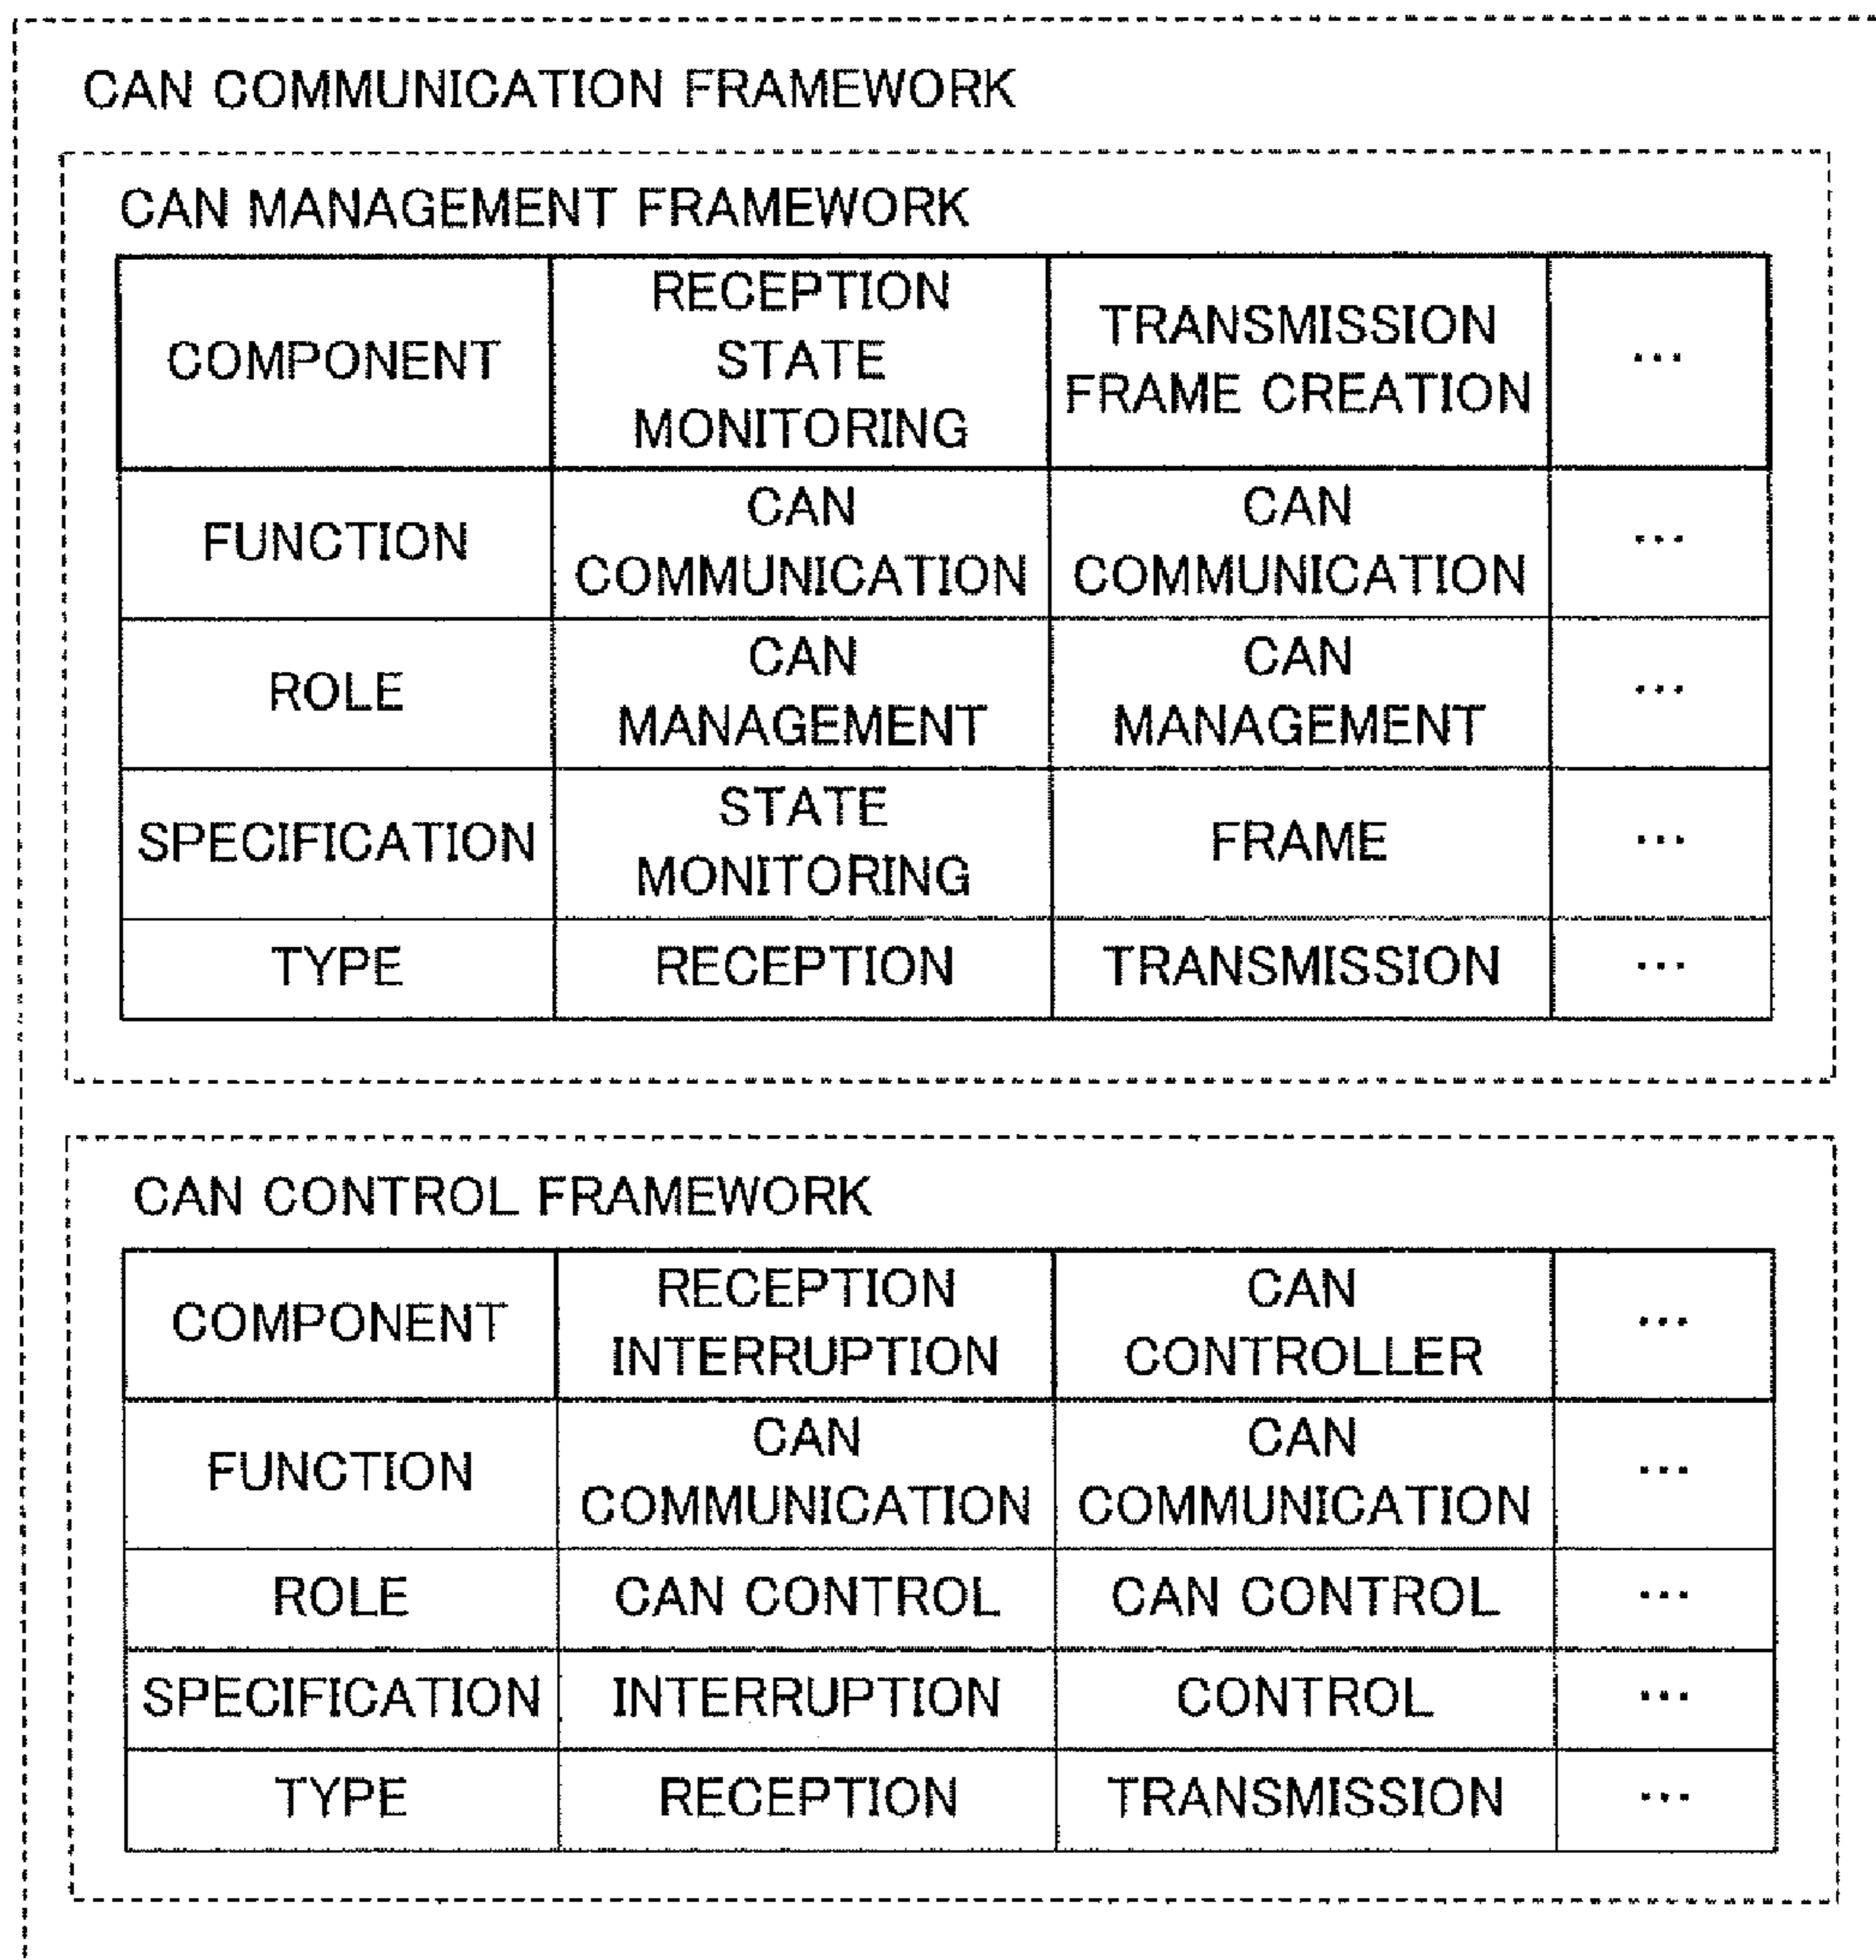 CAN COMMUNICATION FRAMEWORK
CAN MANAGEMENT FRAMEWORK
COMPONENT
RECEPTION
STATE
MONITORING
TRANSMISSION
FRAME CREATION
...
FUNCTION
CAN
COMMUNICATION
CAN
COMMUNICATION
...
ROLE
CAN
MANAGEMENT
CAN
MANAGEMENT
...
SPECIFICATION
STATE
MONITORING
FRAME
...
TYPE
RECEPTION
TRANSMISSION
...
CAN CONTROL FRAMEWORK
COMPONENT
RECEPTION
INTERRUPTION
CAN
CONTROLLER
...
FUNCTION
CAN
COMMUNICATION
CAN
COMMUNICATION
...
ROLE
CAN CONTROL
CAN CONTROL
...
SPECIFICATION
INTERRUPTION
CONTROL
...
TYPE
RECEPTION
TRANSMISSION
...